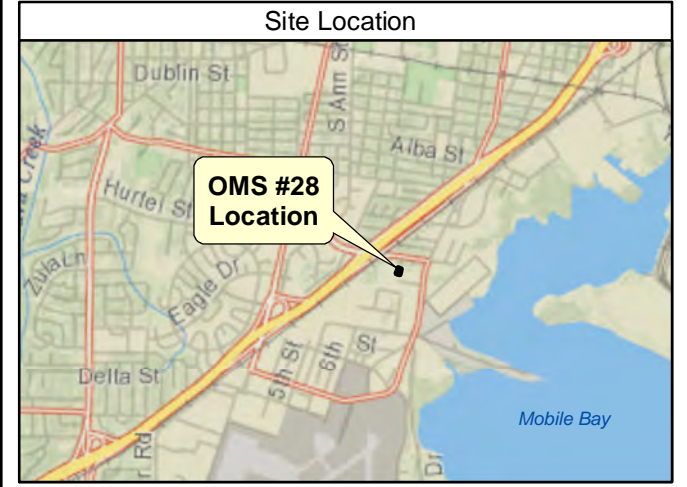 Site Location
Dublin St
S Ann St
Alba St
Creek
Hurtel St
OMS #28
Location
Zula Ln
Eagle Dr
5th St
6th St
Delta St
Mobile Bay
Rd
Dr